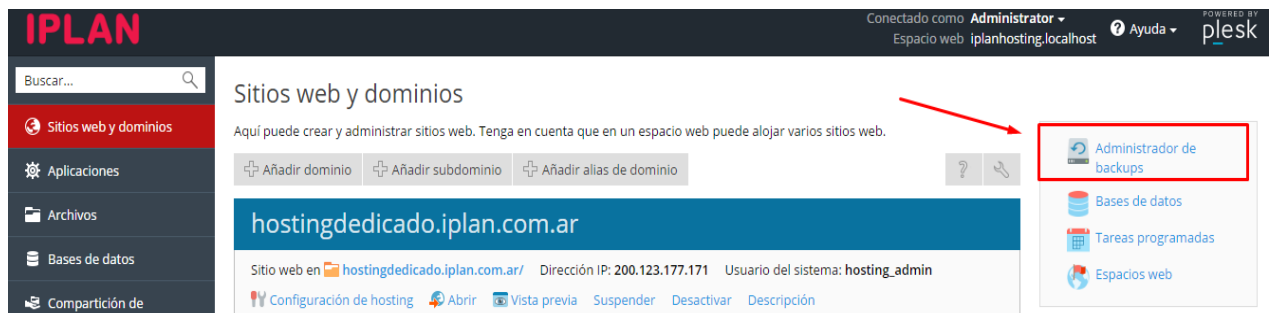 IPLAN
Conectado como Administrator
Espacio web iplanhosting.localhost
Ayuda
POWERED BY
plesk
Buscar...
Sitios web y dominios
Aplicaciones
Archivos
Bases de datos
Compartición de
Sitios web y dominios
Aquí puede crear y administrar sitios web. Tenga en cuenta que en un espacio web puede alojar varios sitios web.
Añadir dominio Añadir subdominio Añadir alias de dominio
hostingdedicado.iplan.com.ar
Sitio web en hostingdedicado.iplan.com.ar/ Dirección IP: 200.123.177.171 Usuario del sistema: hosting_admin
Configuración de hosting Abrir Vista previa Suspender Desactivar Descripción
Administrador de
backups
Bases de datos
Tareas programadas
Espacios web